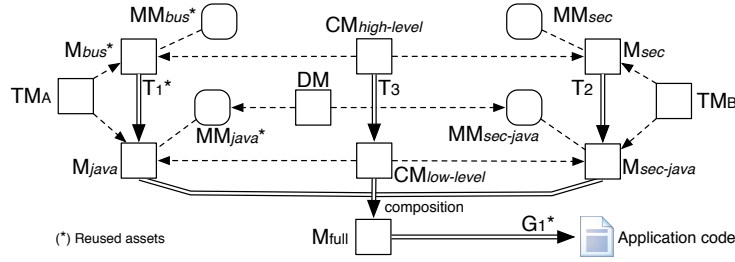 MMbus* CMhigh-level MMsec
Mbus* Msec
TMA T1* DM T3 T2 TMB
MMjava* MMsec-java
Mjava Msec-java
CMlow-level
composition
(*) Reused assets Mfull G1* Application code